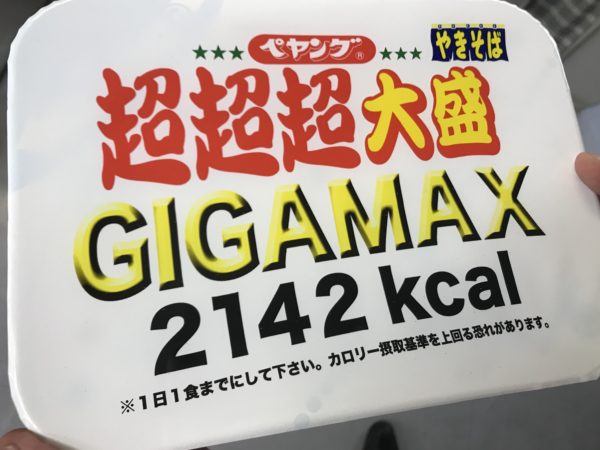 ★★★ ペヤング® ★★★ やきそば
超超超大盛
GIGAMAX
2142 kcal
※1日1食までにして下さい。カロリー摂取基準を上回る恐れがあります。